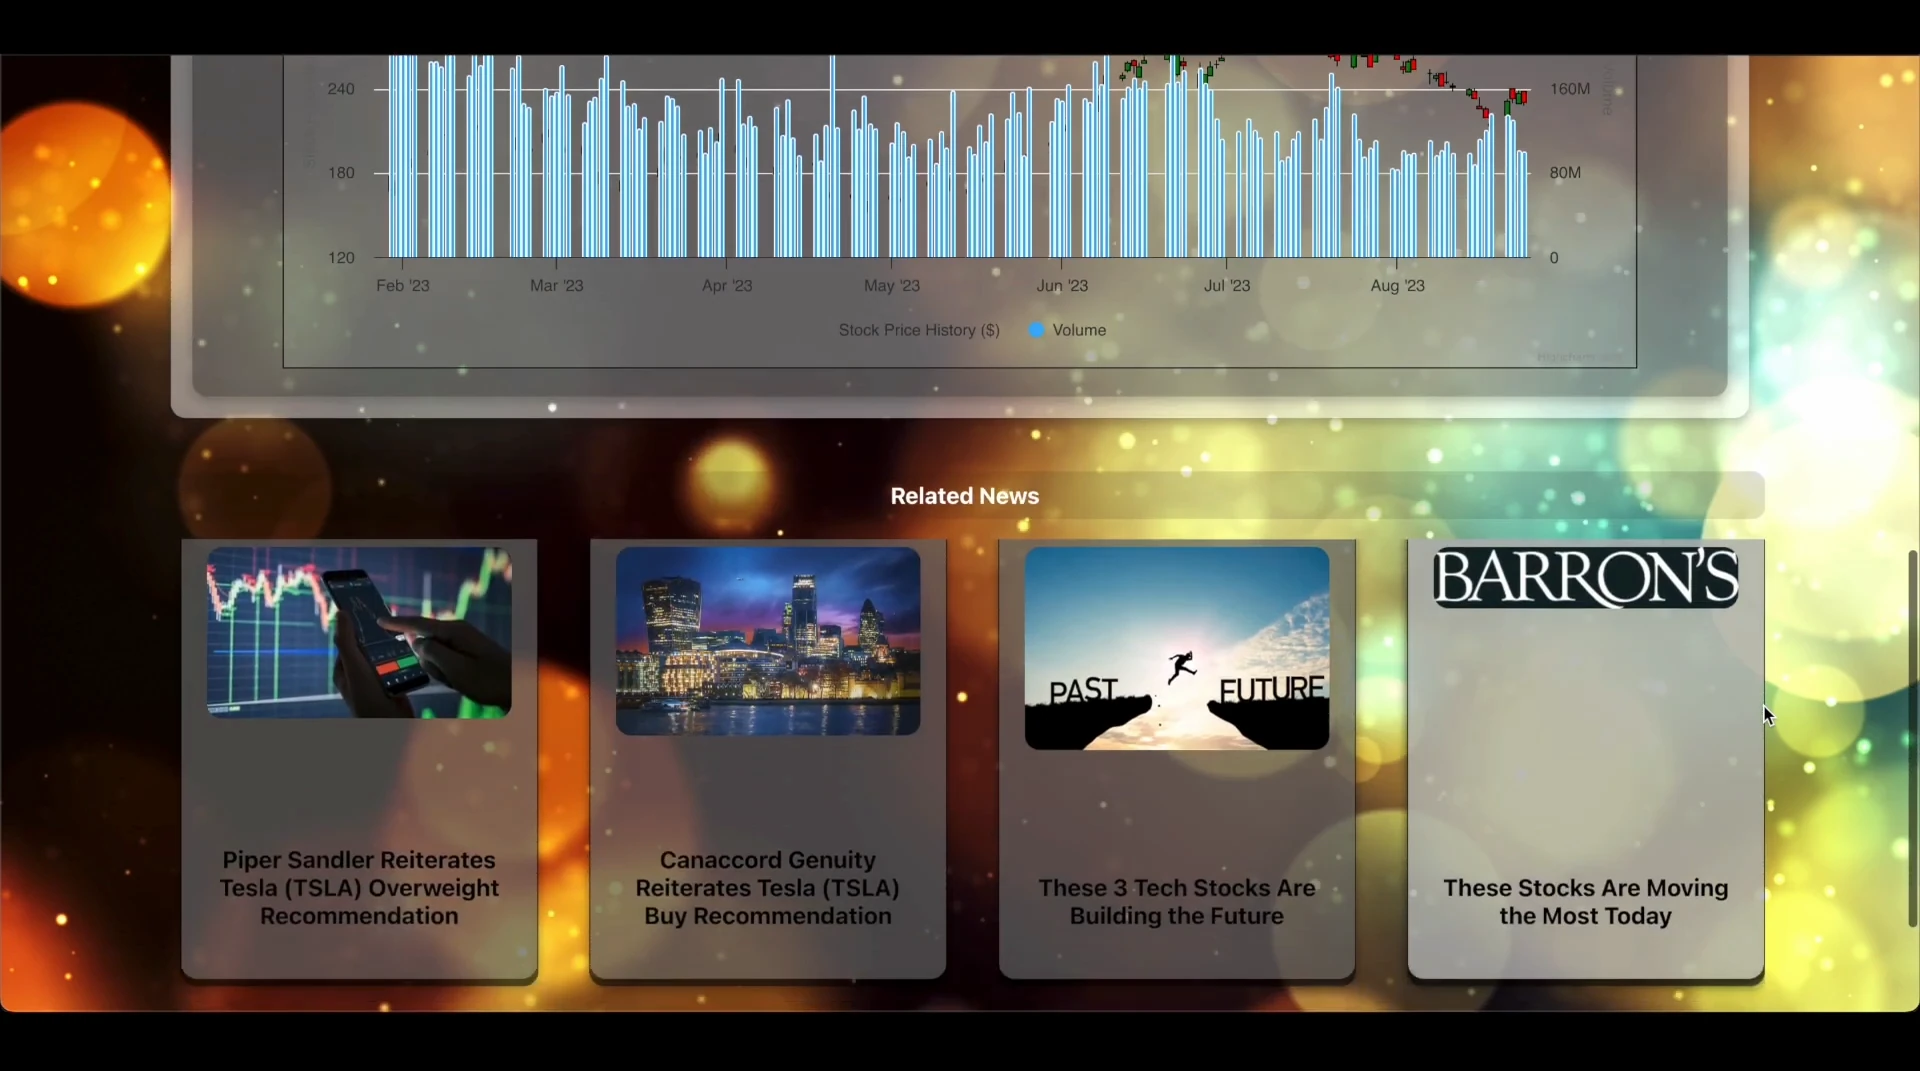 240
160M
Volume
180
80M
120
0
Feb '23
Mar '23
Apr '23
May '23
Jun '23
Jul '23
Aug '23
Stock Price History ($)
Volume
Related News
BARRON'S
PAST
FUTURE
Piper Sandler Reiterates
Tesla (TSLA) Overweight
Recommendation
Canaccord Genuity
Reiterates Tesla (TSLA)
Buy Recommendation
These 3 Tech Stocks Are
Building the Future
These Stocks Are Moving
the Most Today